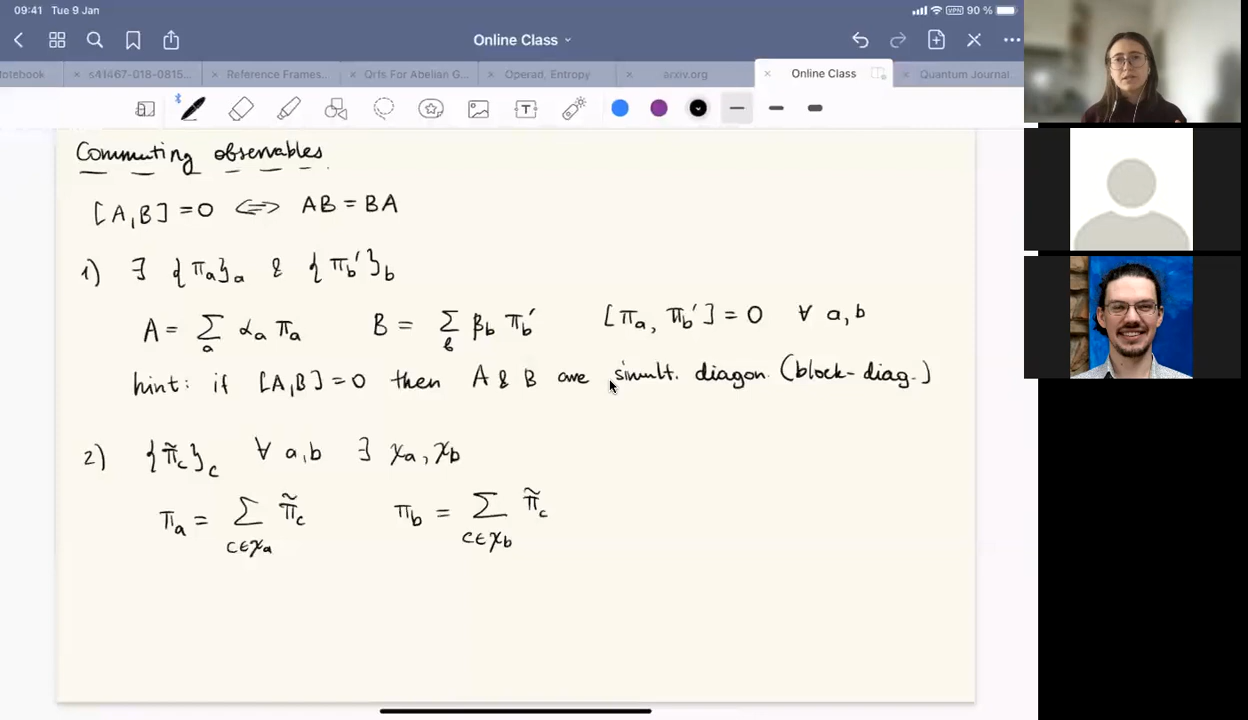 09:41 Tue 9 Jan
VPN 90 %
Online Class
otebook
s41467-018-0815...
Reference Frames...
Qrfs For Abelian G...
Operad, Entropy
arxiv.org
Online Class
Quantum Journal
Commuting observables
[A,B] = 0 ⟺ AB = BA
1) ∃ {πa}a & {πb'}b
A = Σa αa πa B = Σb βb πb' [πa, πb'] = 0 ∀ a,b
hint: if [A,B] = 0 then A & B are simult. diagon. (block-diag.)
2) {π̃c}c ∀ a,b ∃ χa, χb
πa = Σc∈χa π̃c πb = Σc∈χb π̃c